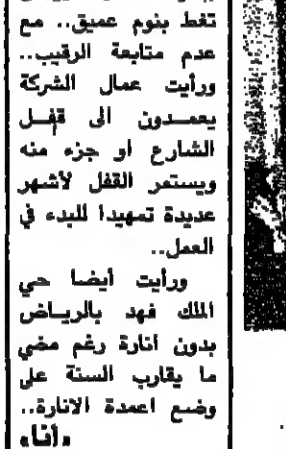 تغط بنوم عميق.. مع
عدم متابعة الرقيب..
ورأيت عمال الشركة
يعمدون الى قفل
الشارع او جزء منه
ويستمر القفل لأشهر
عديدة تمهيدا للبدء في
العمل..
ورأيت أيضا حي
الملك فهد بالرياض
بدون انارة رغم مضي
ما يقارب السنة على
وضع اعمدة الانارة..
«أنا»